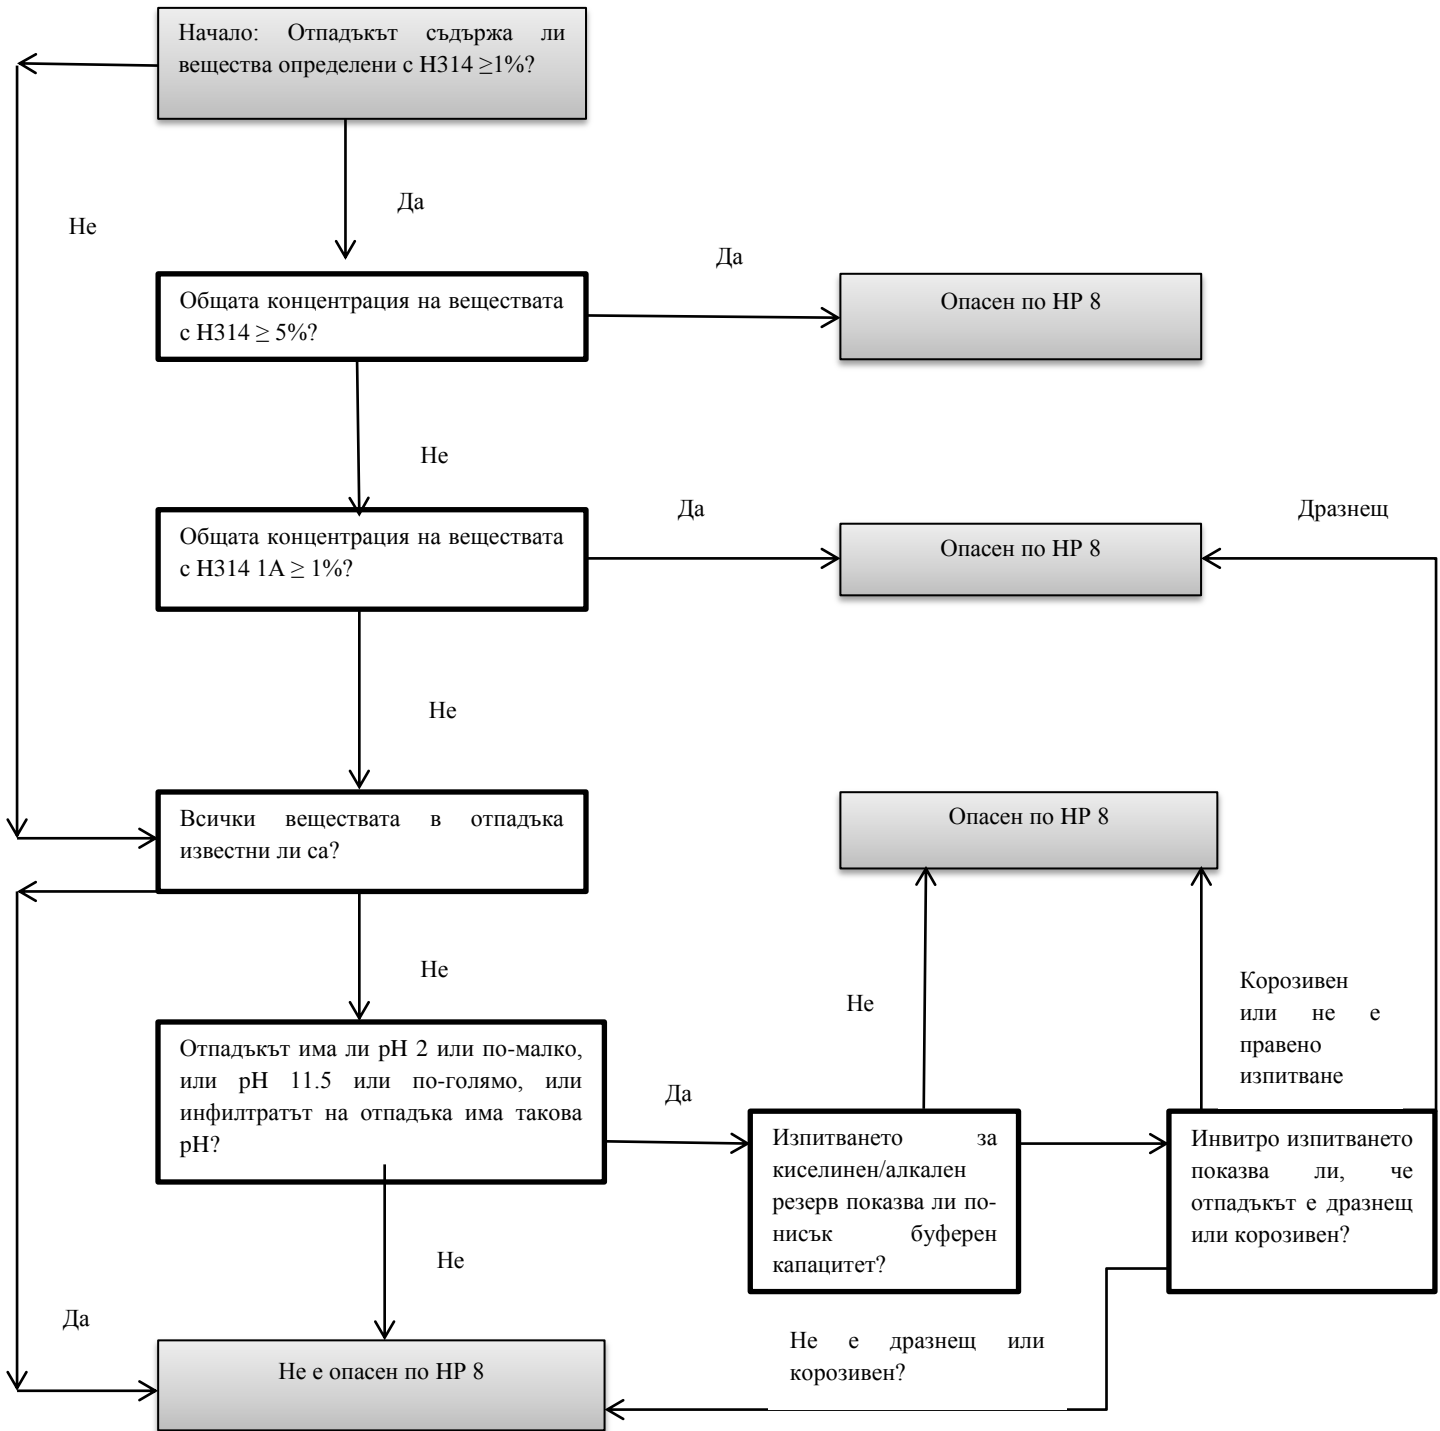 Начало: Отпадъкът съдържа ли
вещества определени с H314 ≥1%?
Да
Не
Да
Общата концентрация на веществата
с H314 ≥ 5%?
Опасен по HP 8
Не
Да
Дразнещ
Общата концентрация на веществата
с H314 1A ≥ 1%?
Опасен по HP 8
Не
Всички веществата в отпадъка
известни ли са?
Опасен по HP 8
Не
Не
Корозивен
или не е
правено
изпитване
Отпадъкът има ли pH 2 или по-малко,
или pH 11.5 или по-голямо, или
инфилтратът на отпадъка има такова
pH?
Да
Изпитването за
киселинен/алкален
резерв показва ли по-
нисък буферен
капацитет?
Инвитро изпитването
показва ли, че
отпадъкът е дразнещ
или корозивен?
Не
Да
Не е дразнещ или
корозивен?
Не е опасен по HP 8